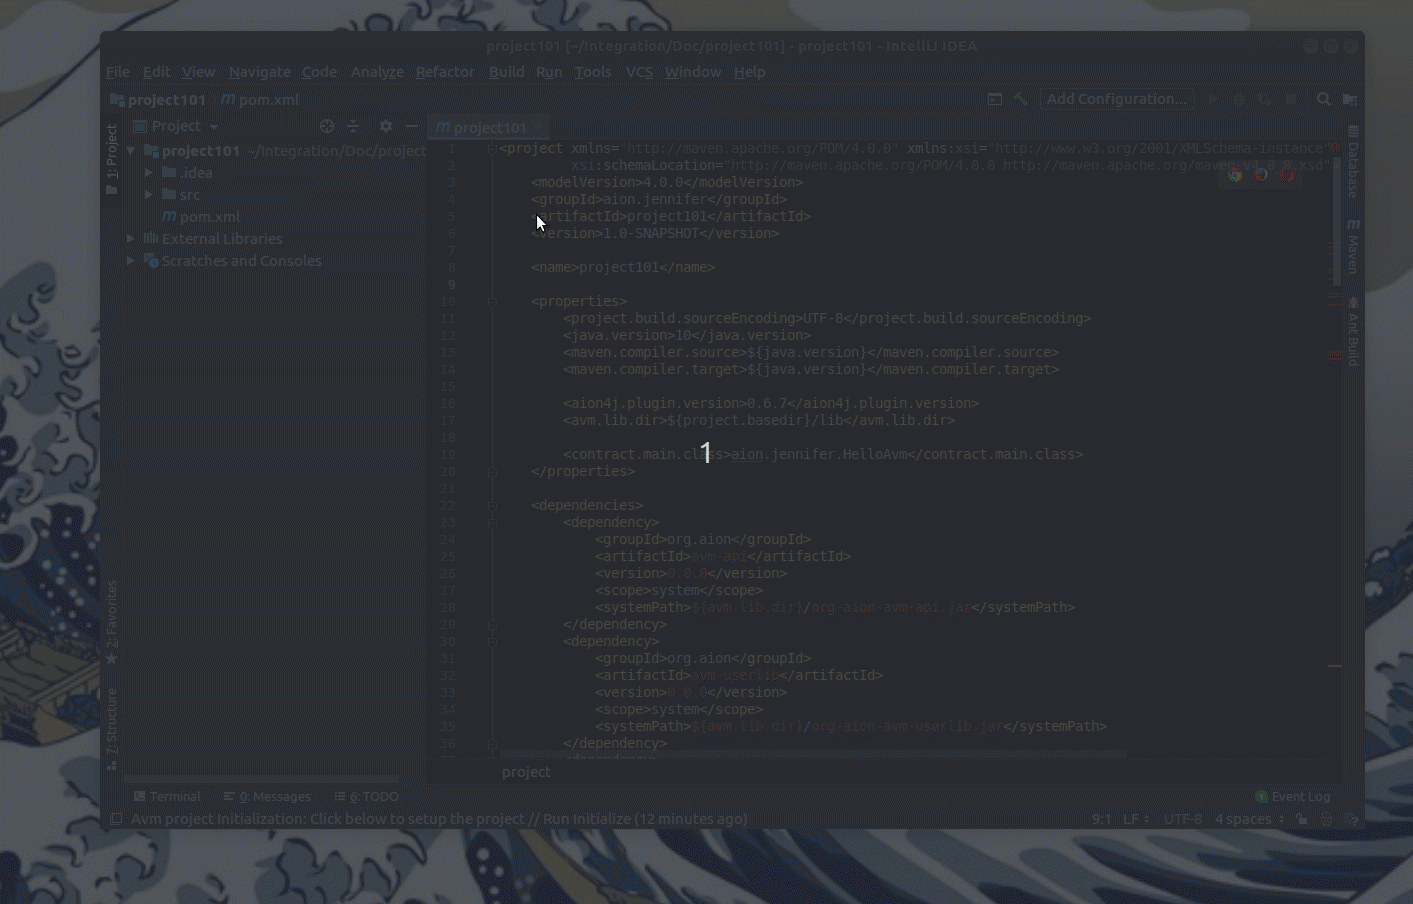 project101 [~/Integration/Doc/project101] - project101 - IntelliJ IDEA
File Edit View Navigate Code Analyze Refactor Build Run Tools VCS Window Help
project101 m pom.xml Add Configuration...
Project
m project101
1: Project
project101 ~/Integration/Doc/project
.idea
src
m pom.xml
External Libraries
Scratches and Consoles
1 <project xmlns="http://maven.apache.org/POM/4.0.0" xmlns:xsi="http://www.w3.org/2001/XMLSchema-instance"
2 xsi:schemaLocation="http://maven.apache.org/POM/4.0.0 http://maven.apache.org/maven-v4_0_0.xsd"
3 <modelVersion>4.0.0</modelVersion>
4 <groupId>aion.jennifer</groupId>
5 <artifactId>project101</artifactId>
6 <version>1.0-SNAPSHOT</version>
7
8 <name>project101</name>
9
10 <properties>
11 <project.build.sourceEncoding>UTF-8</project.build.sourceEncoding>
12 <java.version>10</java.version>
13 <maven.compiler.source>${java.version}</maven.compiler.source>
14 <maven.compiler.target>${java.version}</maven.compiler.target>
15
16 <aion4j.plugin.version>0.6.7</aion4j.plugin.version>
17 <avm.lib.dir>${project.basedir}/lib</avm.lib.dir>
18
19 <contract.main.class>aion.jennifer.HelloAvm</contract.main.class>
20 </properties>
21
22 <dependencies>
23 <dependency>
24 <groupId>org.aion</groupId>
25 <artifactId>avm-api</artifactId>
26 <version>0.0.0</version>
27 <scope>system</scope>
28 <systemPath>${avm.lib.dir}/org-aion-avm-api.jar</systemPath>
29 </dependency>
30 <dependency>
31 <groupId>org.aion</groupId>
32 <artifactId>avm-userlib</artifactId>
33 <version>0.0.0</version>
34 <scope>system</scope>
35 <systemPath>${avm.lib.dir}/org-aion-avm-userlib.jar</systemPath>
36 </dependency>
1
Database
m Maven
Ant Build
2: Favorites
7: Structure
project
Terminal 0: Messages 6: TODO 1 Event Log
Avm project Initialization: Click below to setup the project // Run Initialize (12 minutes ago) 9:1 LF UTF-8 4 spaces